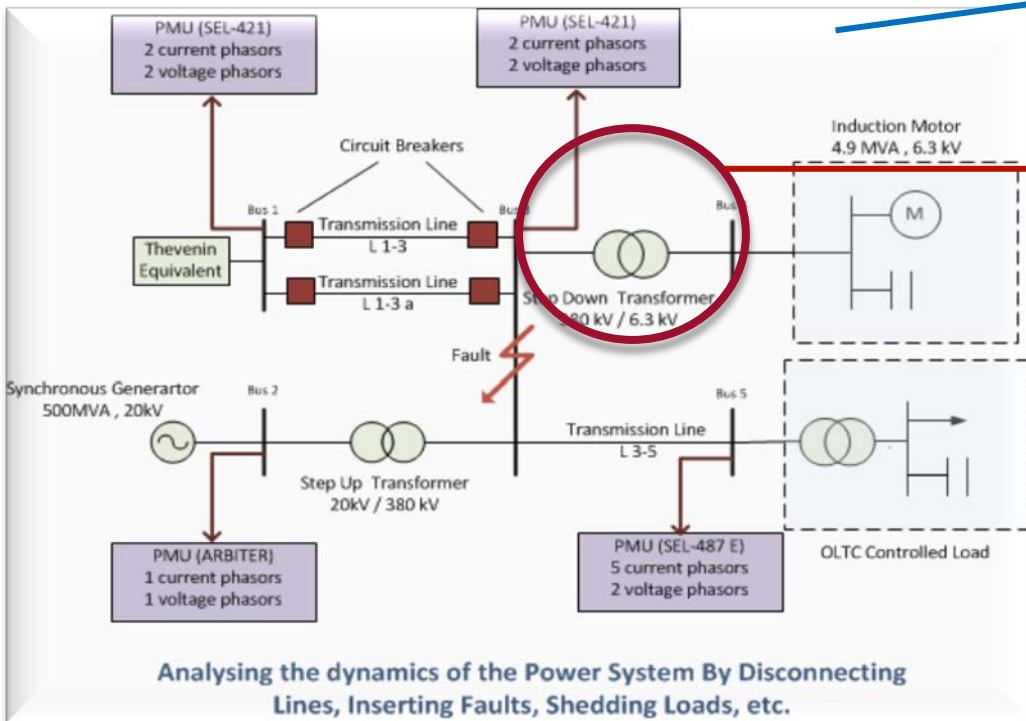 PMU (SEL-421)
2 current phasors
2 voltage phasors
PMU (SEL-421)
2 current phasors
2 voltage phasors
Induction Motor
4.9 MVA , 6.3 kV
Circuit Breakers
Bus 1
Transmission Line
L 1-3
Bus
Bus
M
Thevenin
Equivalent
Transmission Line
L 1-3 a
Step Down Transformer
380 kV / 6.3 kV
Fault
Synchronous Generartor
500MVA , 20kV
Bus 2
Bus 5
Transmission Line
L 3-5
Step Up Transformer
20kV / 380 kV
PMU (ARBITER)
1 current phasors
1 voltage phasors
PMU (SEL-487 E)
5 current phasors
2 voltage phasors
OLTC Controlled Load
Analysing the dynamics of the Power System By Disconnecting
Lines, Inserting Faults, Shedding Loads, etc.